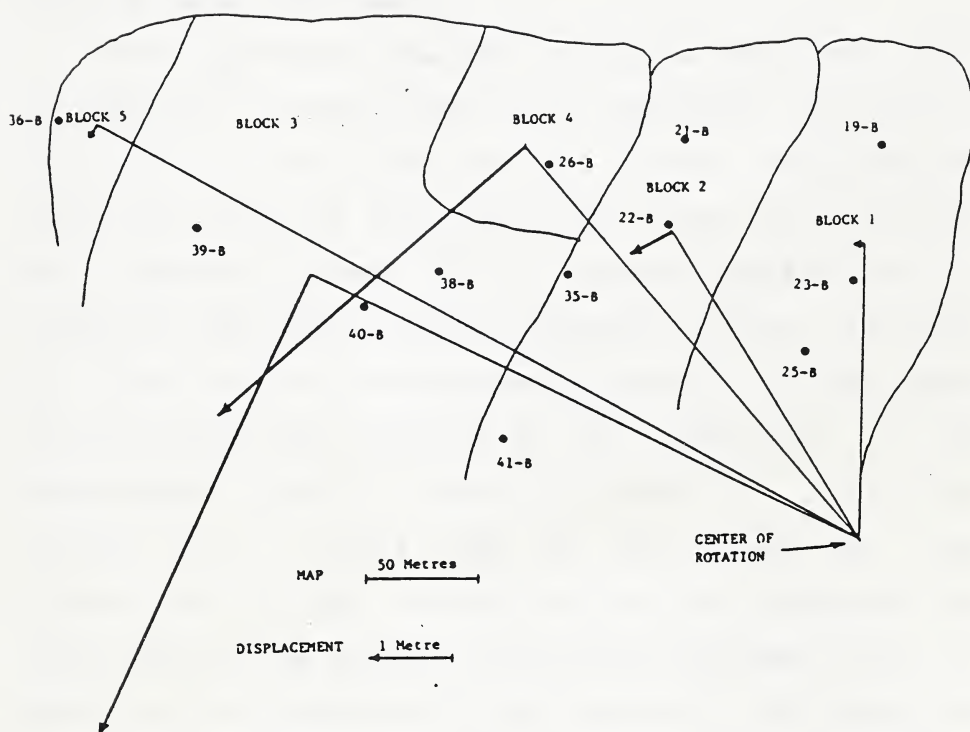 36-B
BLOCK 5
BLOCK 3
BLOCK 4
21-B
19-B
26-B
BLOCK 2
22-B
BLOCK 1
39-B
38-B
35-B
23-B
40-B
25-B
41-B
CENTER OF
ROTATION
MAP
50 Metres
DISPLACEMENT
1 Metre